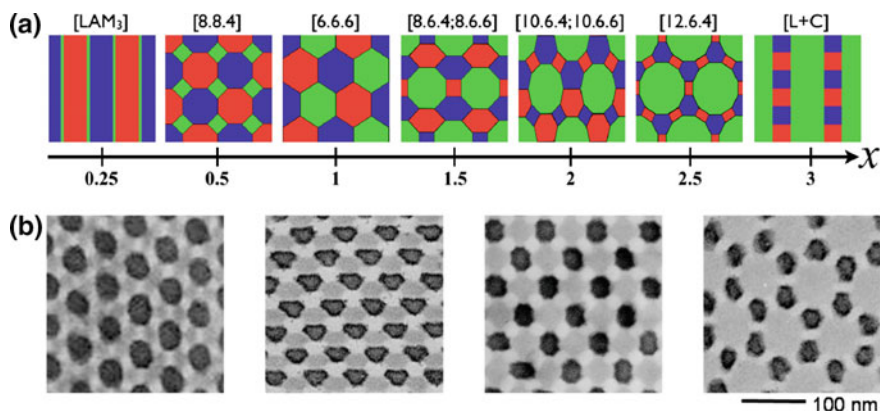 (a) [LAM₃] [8.8.4] [6.6.6] [8.6.4;8.6.6] [10.6.4;10.6.6] [12.6.4] [L+C]
x
0.25 0.5 1 1.5 2 2.5 3
(b)
100 nm